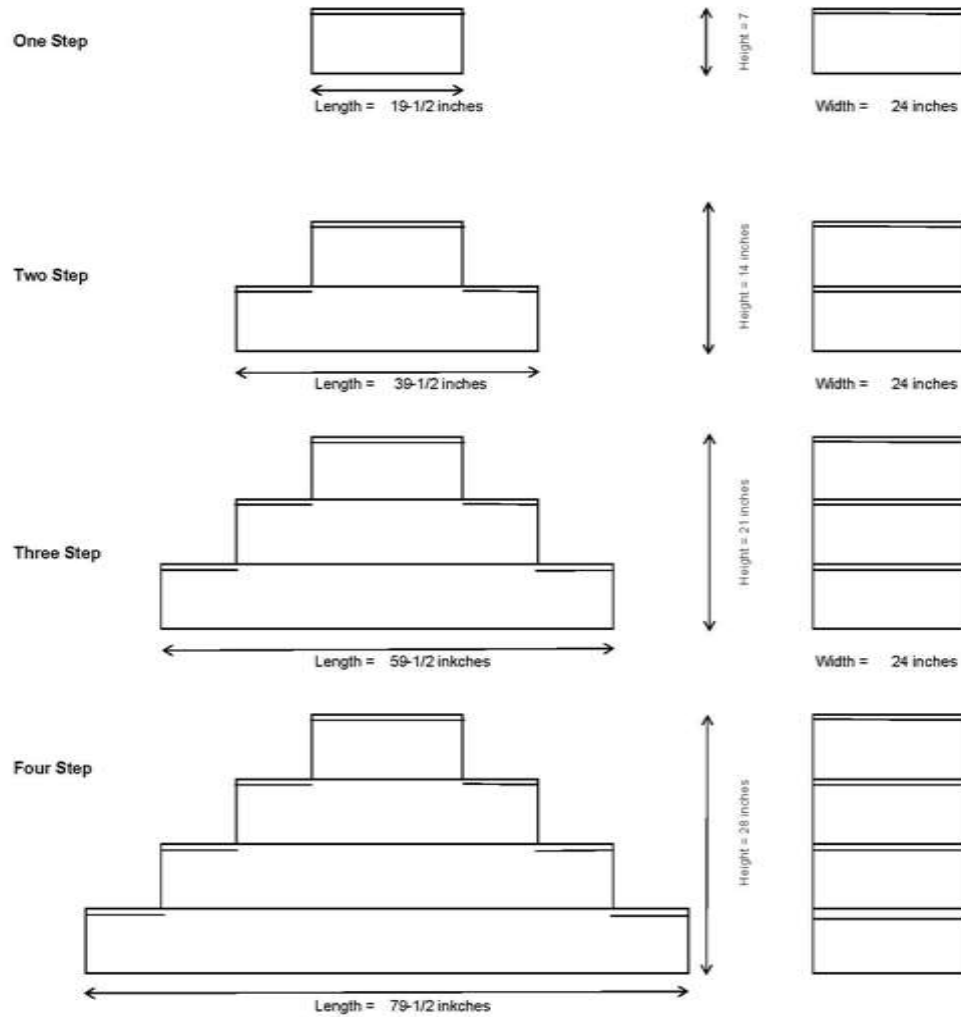 One Step
Height = 7
Length = 19-1/2 inches
Width = 24 inches
Two Step
Height = 14 inches
Length = 39-1/2 inches
Width = 24 inches
Three Step
Height = 21 inches
Length = 59-1/2 inkches
Width = 24 inches
Four Step
Height = 28 inches
Length = 79-1/2 inkches